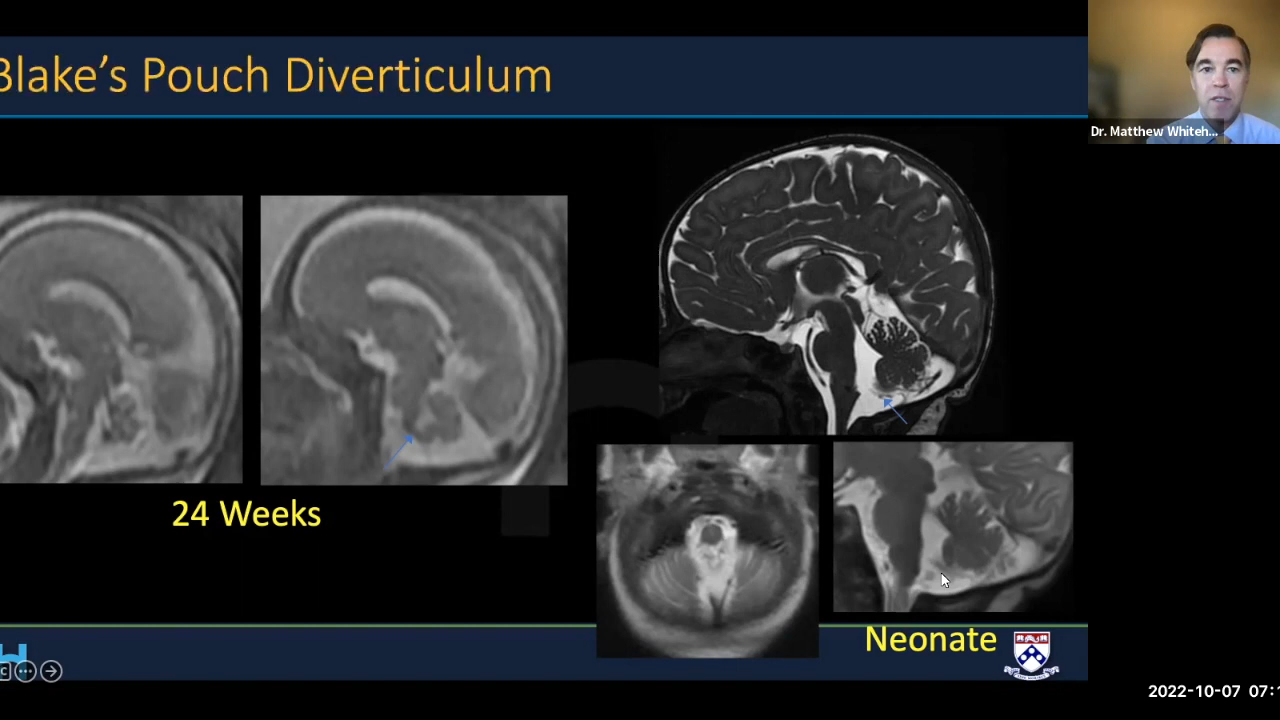 Blake's Pouch Diverticulum
Dr. Matthew Whiteh...
24 Weeks
Neonate
2022-10-07 07:1